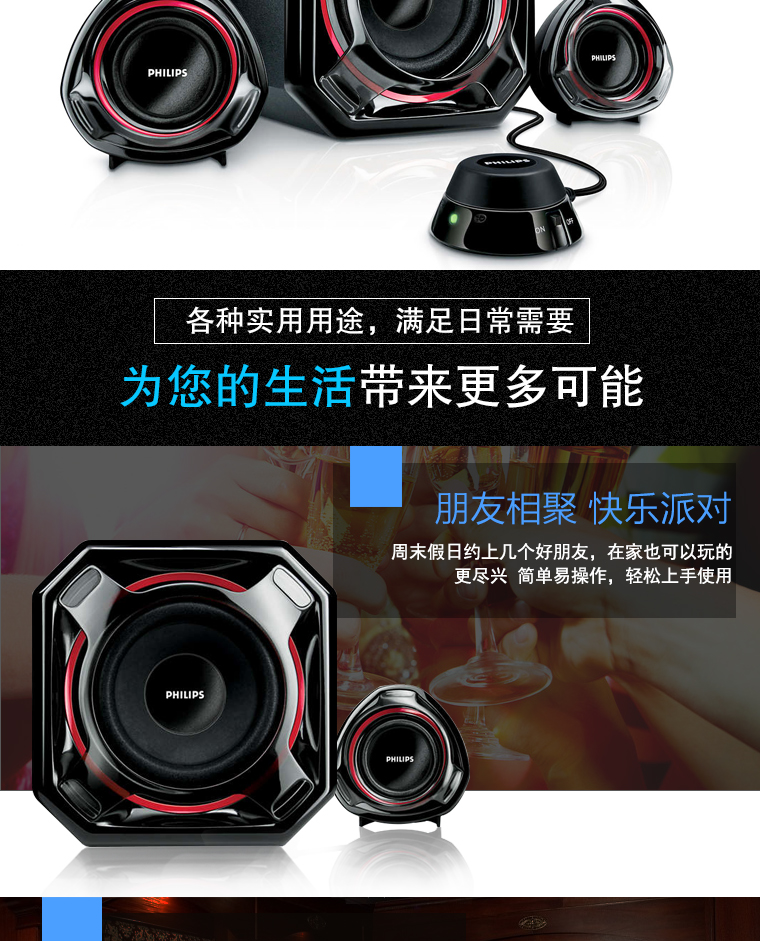 PHILIPS
PHILIPS
PHILIPS
ON OFF
各种实用用途，满足日常需要
为您的生活带来更多可能
朋友相聚 快乐派对
周末假日约上几个好朋友，在家也可以玩的
更尽兴 简单易操作，轻松上手使用
PHILIPS
PHILIPS